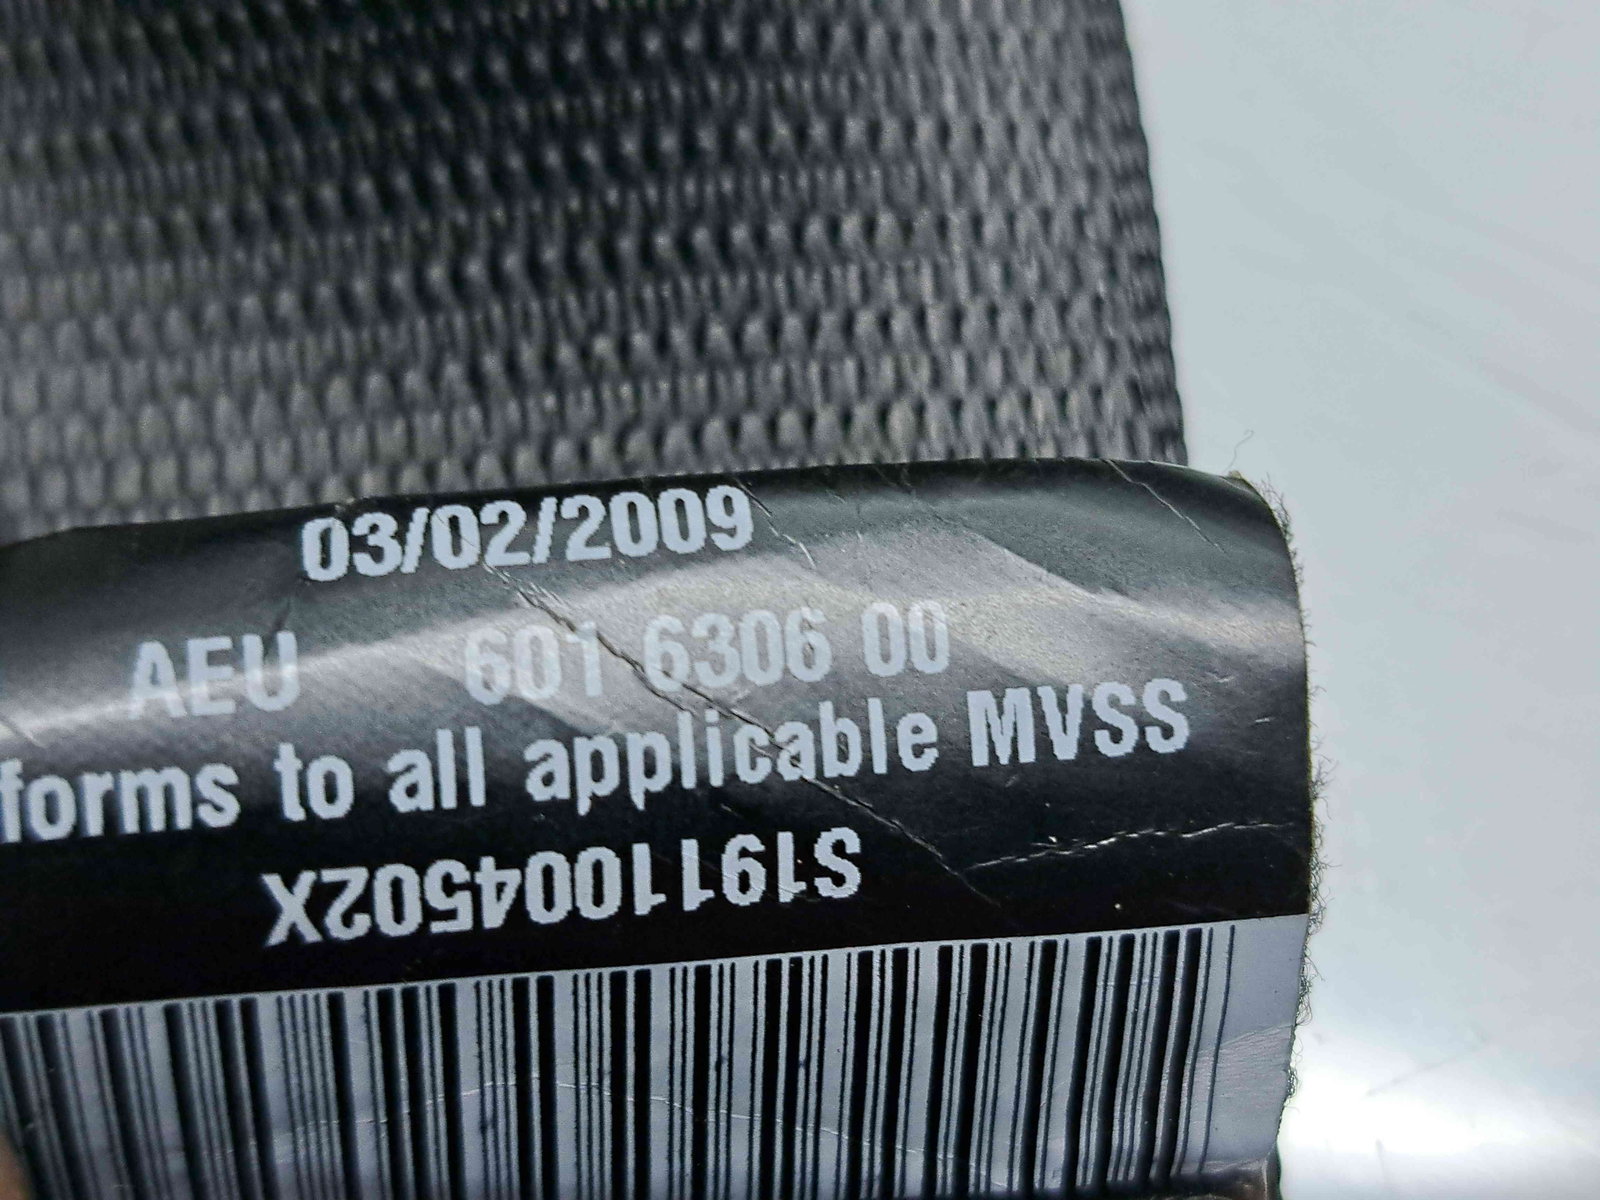 03/02/2009
AEU 601 6306 00
forms to all applicable MVSS
S1911004502X